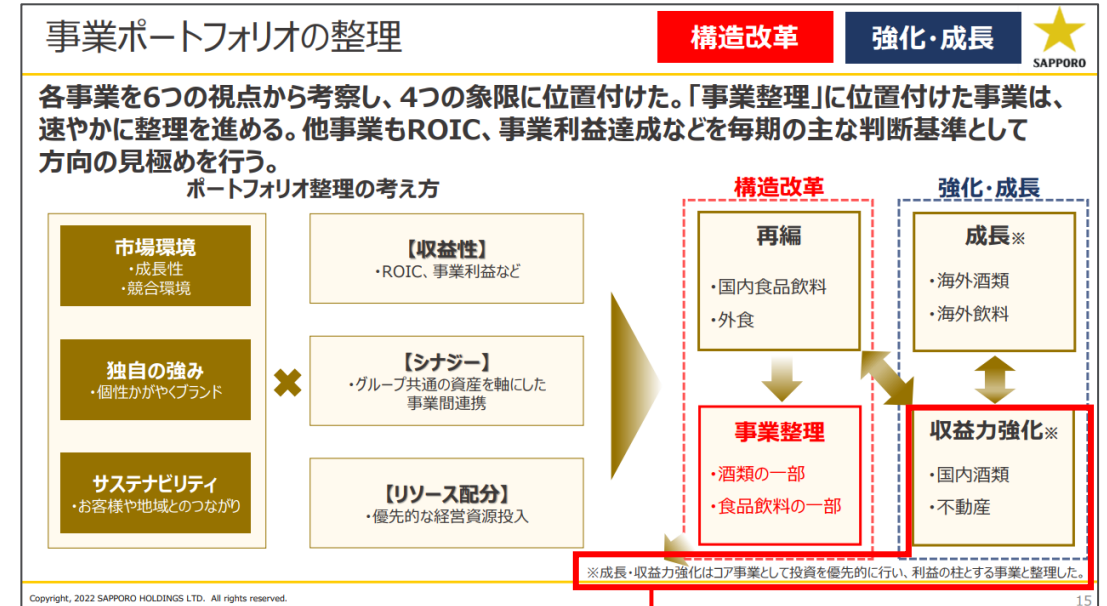 事業ポートフォリオの整理
構造改革
強化・成長
SAPPORO
各事業を6つの視点から考察し、4つの象限に位置付けた。「事業整理」に位置付けた事業は、
速やかに整理を進める。他事業もROIC、事業利益達成などを毎期の主な判断基準として
方向の見極めを行う。
ポートフォリオ整理の考え方
市場環境
・成長性
・競合環境
独自の強み
・個性かがやくブランド
サステナビリティ
・お客様や地域とのつながり
【収益性】
・ROIC、事業利益など
【シナジー】
・グループ共通の資産を軸にした
事業間連携
【リソース配分】
・優先的な経営資源投入
構造改革
再編
・国内食品飲料
・外食
事業整理
・酒類の一部
・食品飲料の一部
強化・成長
成長※
・海外酒類
・海外飲料
収益力強化※
・国内酒類
・不動産
※成長・収益力強化はコア事業として投資を優先的に行い、利益の柱とする事業と整理した。
Copyright, 2022 SAPPORO HOLDINGS LTD. All rights reserved.
15